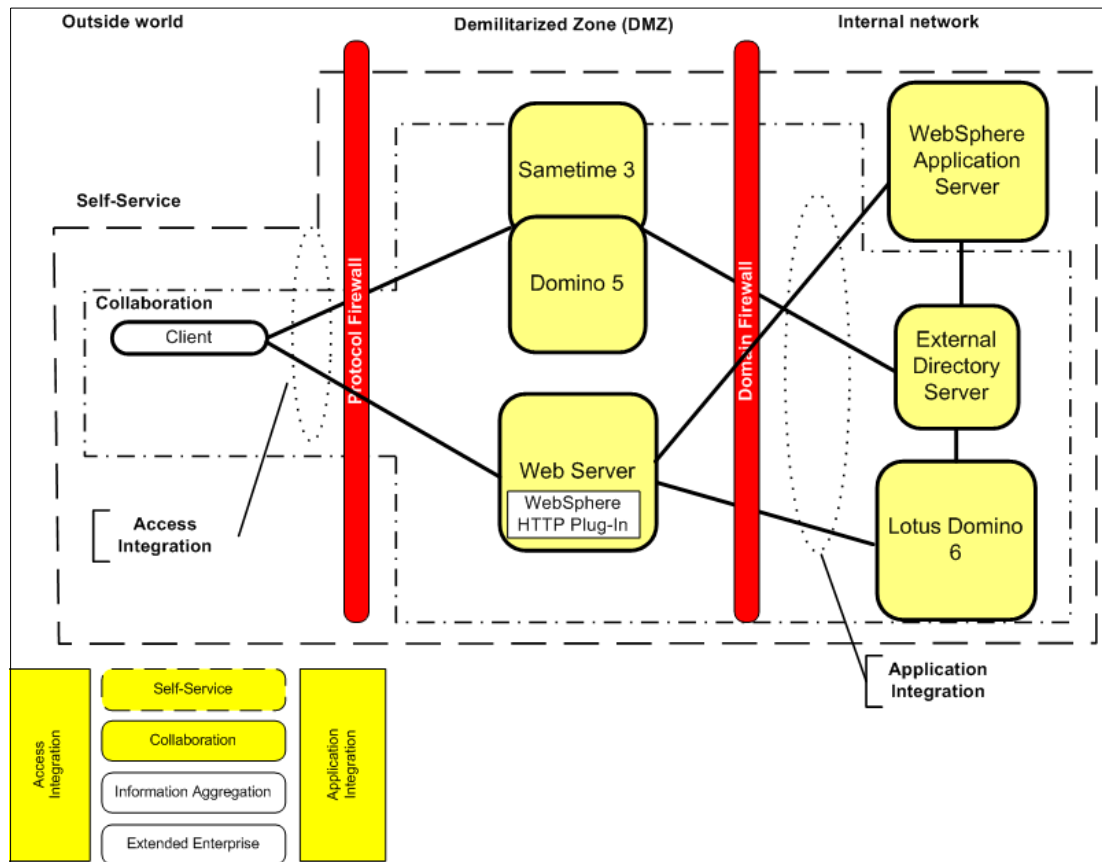 Outside world
Demilitarized Zone (DMZ)
Internal network
Self-Service
Collaboration
Client
Protocol Firewall
Sametime 3
Domino 5
Web Server
WebSphere
HTTP Plug-In
Domain Firewall
WebSphere
Application
Server
External
Directory
Server
Lotus Domino
6
Access
Integration
Application
Integration
Access
Integration
Self-Service
Collaboration
Information Aggregation
Extended Enterprise
Application
Integration